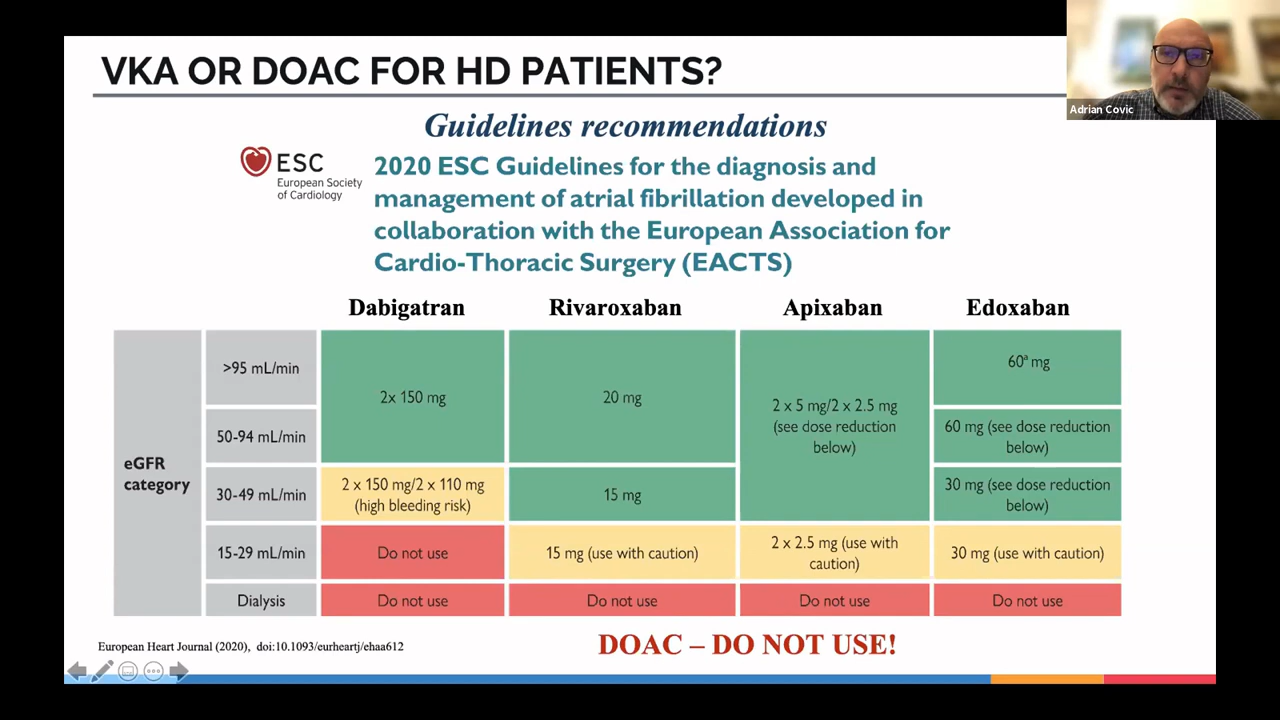 VKA OR DOAC FOR HD PATIENTS?
Adrian Covic
Guidelines recommendations
ESC
European Society
of Cardiology
2020 ESC Guidelines for the diagnosis and
management of atrial fibrillation developed in
collaboration with the European Association for
Cardio-Thoracic Surgery (EACTS)
Dabigatran Rivaroxaban Apixaban Edoxaban
eGFR
category
>95 mL/min
50-94 mL/min
30-49 mL/min
15-29 mL/min
Dialysis
2x 150 mg
2 x 150 mg/2 x 110 mg
(high bleeding risk)
Do not use
Do not use
20 mg
15 mg
15 mg (use with caution)
Do not use
2 x 5 mg/2 x 2.5 mg
(see dose reduction
below)
2 x 2.5 mg (use with
caution)
Do not use
60ª mg
60 mg (see dose reduction
below)
30 mg (see dose reduction
below)
30 mg (use with caution)
Do not use
European Heart Journal (2020), doi:10.1093/eurheartj/ehaa612
DOAC – DO NOT USE!